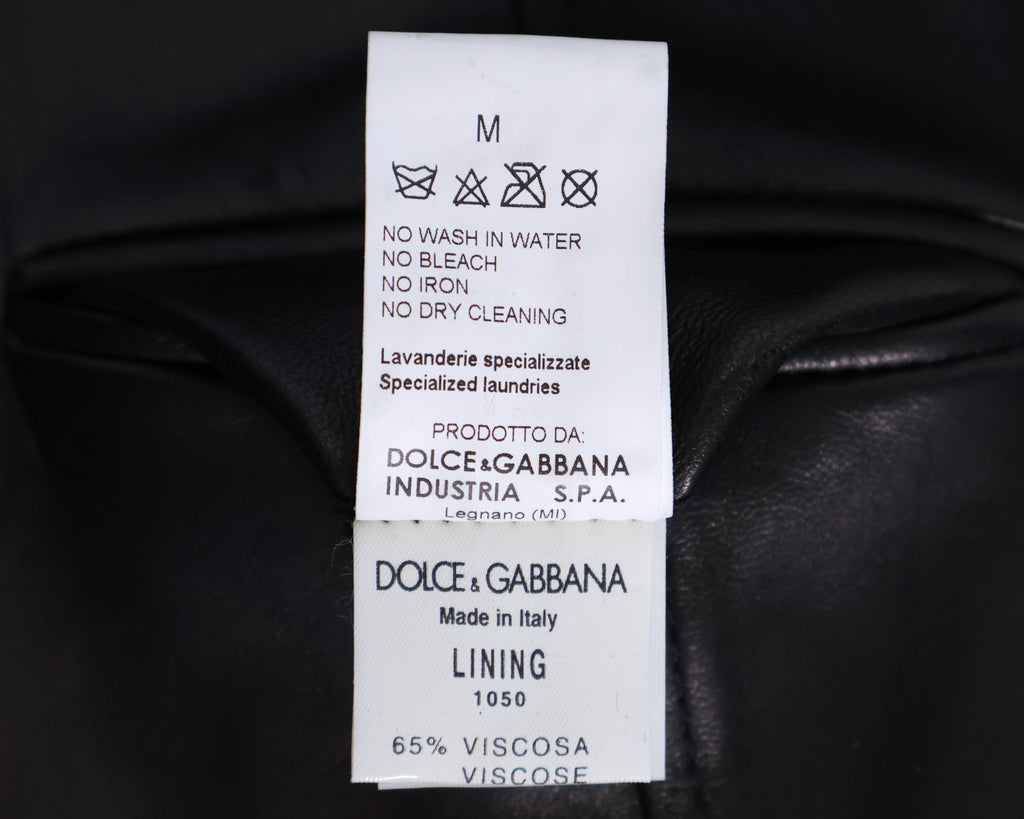 M
NO WASH IN WATER
NO BLEACH
NO IRON
NO DRY CLEANING
Lavanderie specializzate
Specialized laundries
PRODOTTO DA:
DOLCE&GABBANA
INDUSTRIA S.P.A.
Legnano (MI)
DOLCE & GABBANA
Made in Italy
LINING
1050
65% VISCOSA
VISCOSE